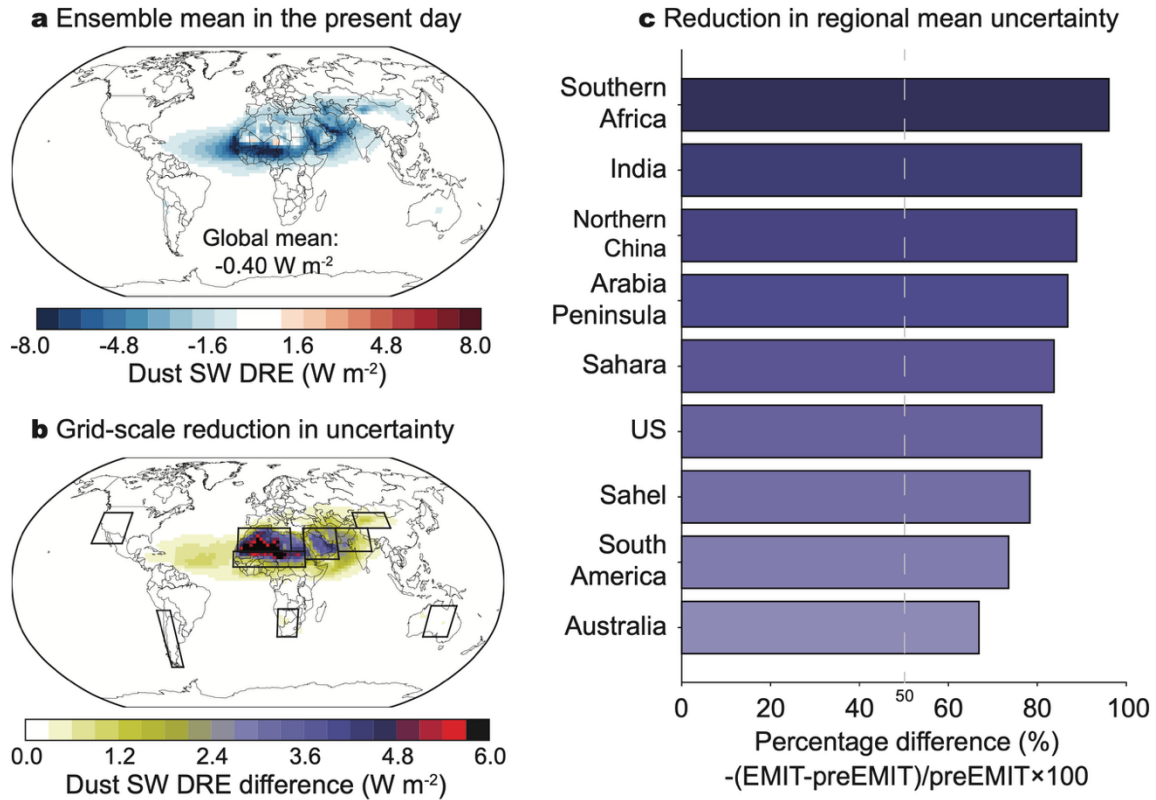 a Ensemble mean in the present day
Global mean:
-0.40 W m⁻²
-8.0 -4.8 -1.6 1.6 4.8 8.0
Dust SW DRE (W m⁻²)
b Grid-scale reduction in uncertainty
0.0 1.2 2.4 3.6 4.8 6.0
Dust SW DRE difference (W m⁻²)
c Reduction in regional mean uncertainty
Southern
Africa
India
Northern
China
Arabia
Peninsula
Sahara
US
Sahel
South
America
Australia
0 20 40 50 60 80 100
Percentage difference (%)
-(EMIT-preEMIT)/preEMIT×100